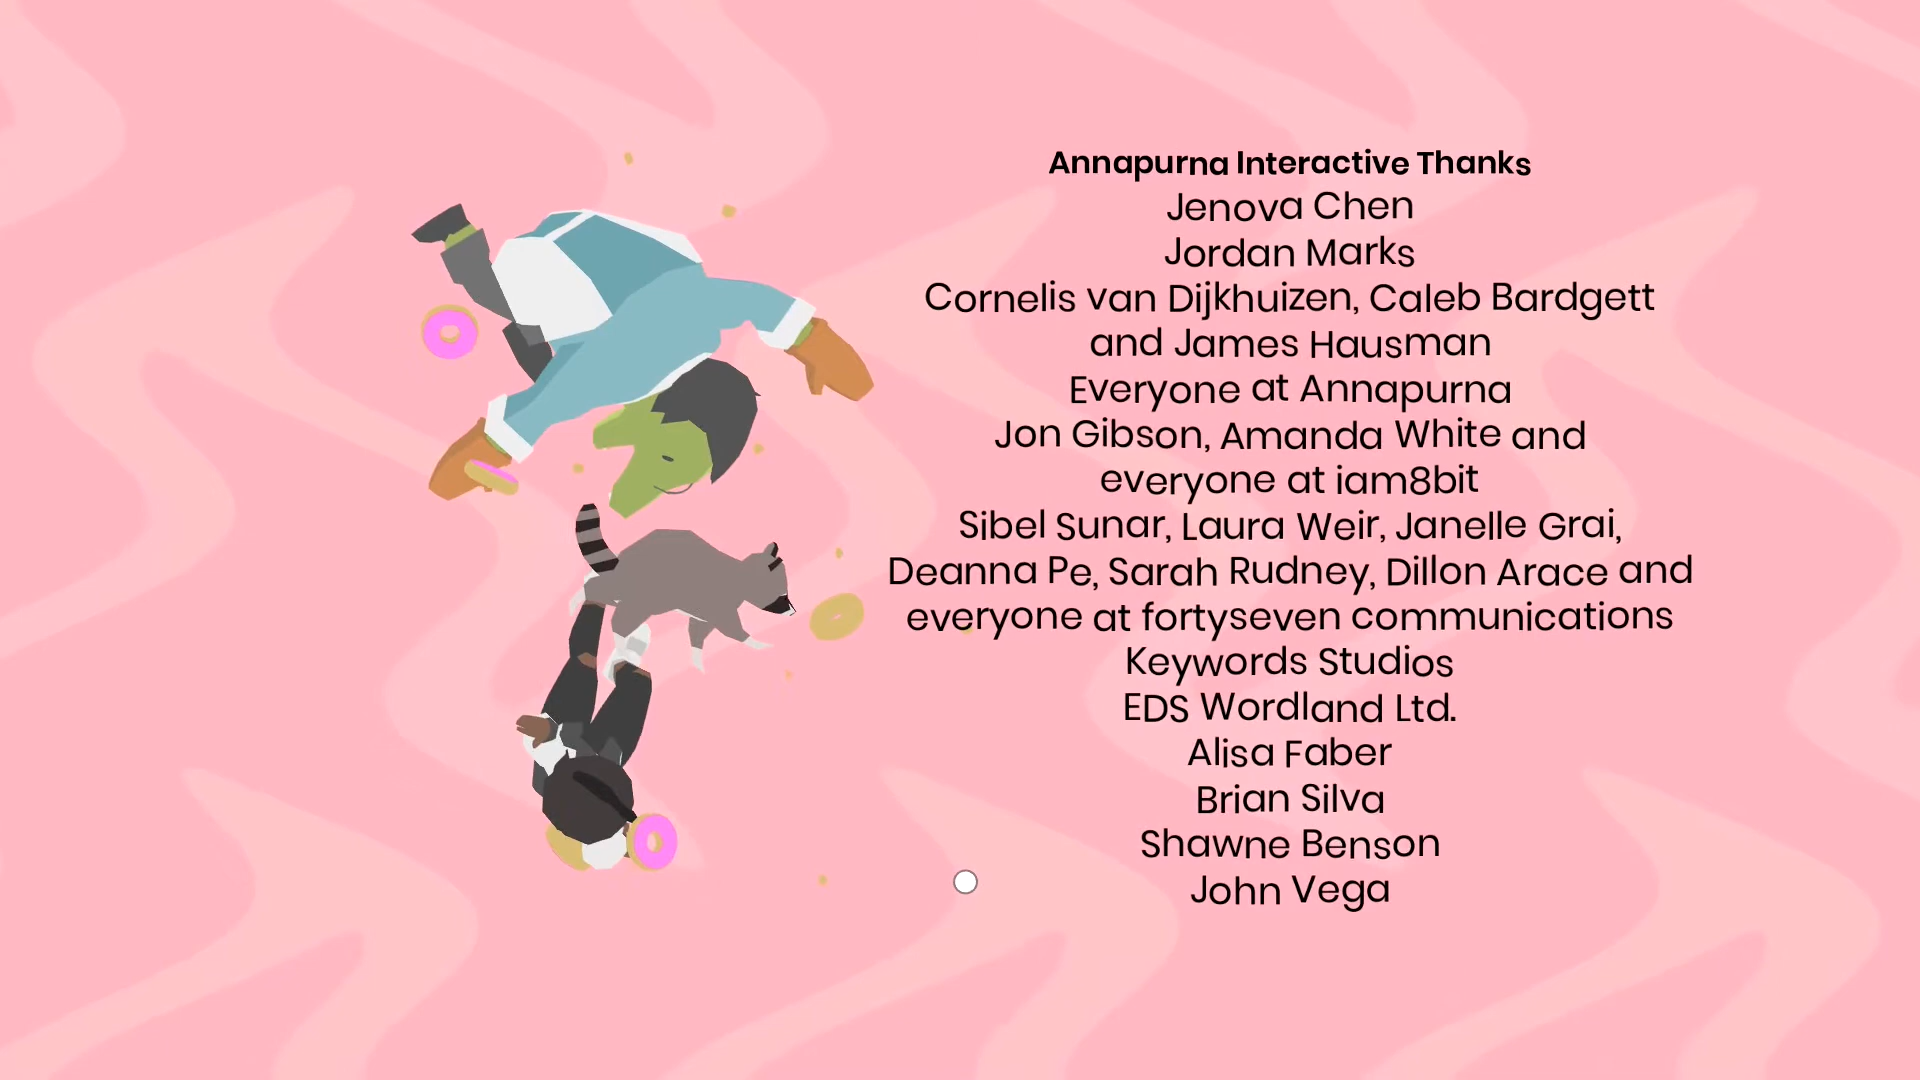 Annapurna Interactive Thanks
Jenova Chen
Jordan Marks
Cornelis van Dijkhuizen, Caleb Bardgett
and James Hausman
Everyone at Annapurna
Jon Gibson, Amanda White and
everyone at iam8bit
Sibel Sunar, Laura Weir, Janelle Grai,
Deanna Pe, Sarah Rudney, Dillon Arace and
everyone at fortyseven communications
Keywords Studios
EDS Wordland Ltd.
Alisa Faber
Brian Silva
Shawne Benson
John Vega